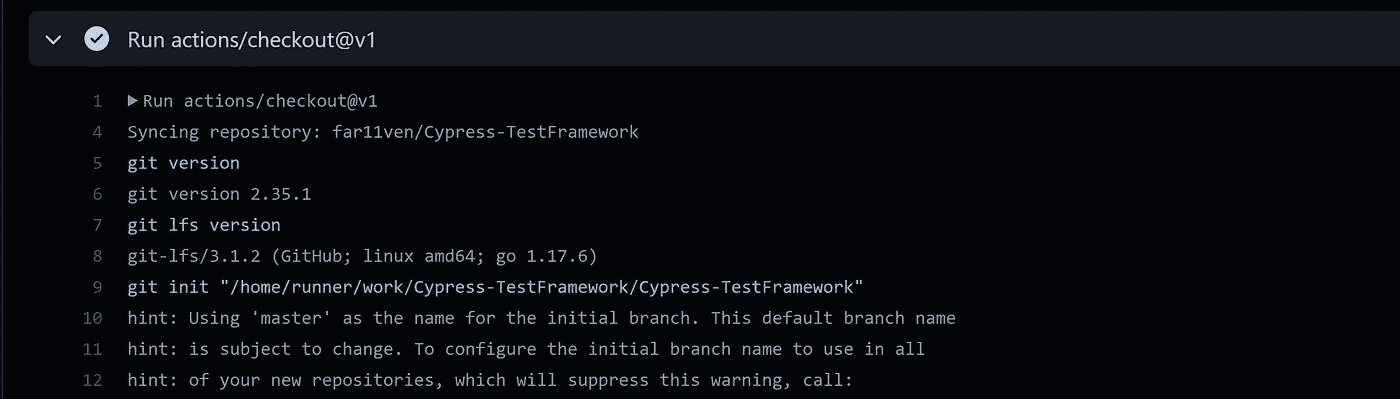 Run actions/checkout@v1
1 Run actions/checkout@v1
4 Syncing repository: far11ven/Cypress-TestFramework
5 git version
6 git version 2.35.1
7 git lfs version
8 git-lfs/3.1.2 (GitHub; linux amd64; go 1.17.6)
9 git init "/home/runner/work/Cypress-TestFramework/Cypress-TestFramework"
10 hint: Using 'master' as the name for the initial branch. This default branch name
11 hint: is subject to change. To configure the initial branch name to use in all
12 hint: of your new repositories, which will suppress this warning, call: